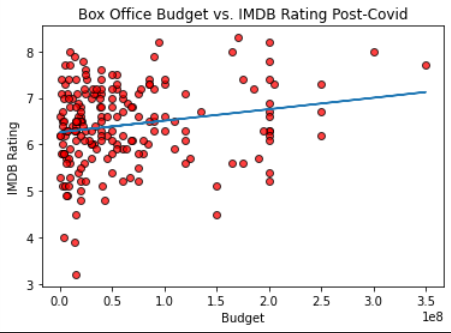 Box Office Budget vs. IMDB Rating Post-Covid
8
7
6
5
4
3
IMDB Rating
0.0 0.5 1.0 1.5 2.0 2.5 3.0 3.5
1e8
Budget